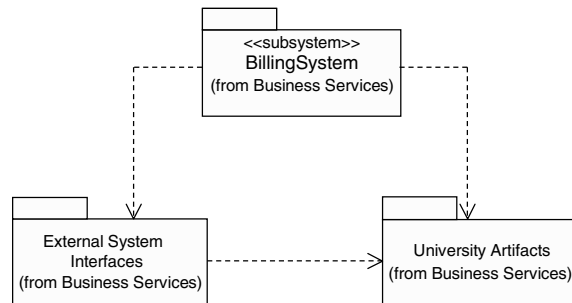 <<subsystem>>
BillingSystem
(from Business Services)
External System
Interfaces
(from Business Services)
University Artifacts
(from Business Services)